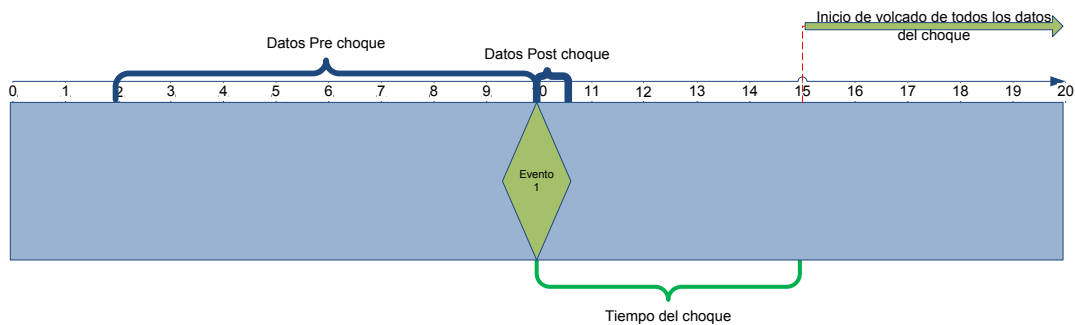 Inicio de volcado de todos los datos
del choque
Datos Pre choque
Datos Post choque
0 1 2 3 4 5 6 7 8 9 10 11 12 13 14 15 16 17 18 19 20
Evento
1
Tiempo del choque